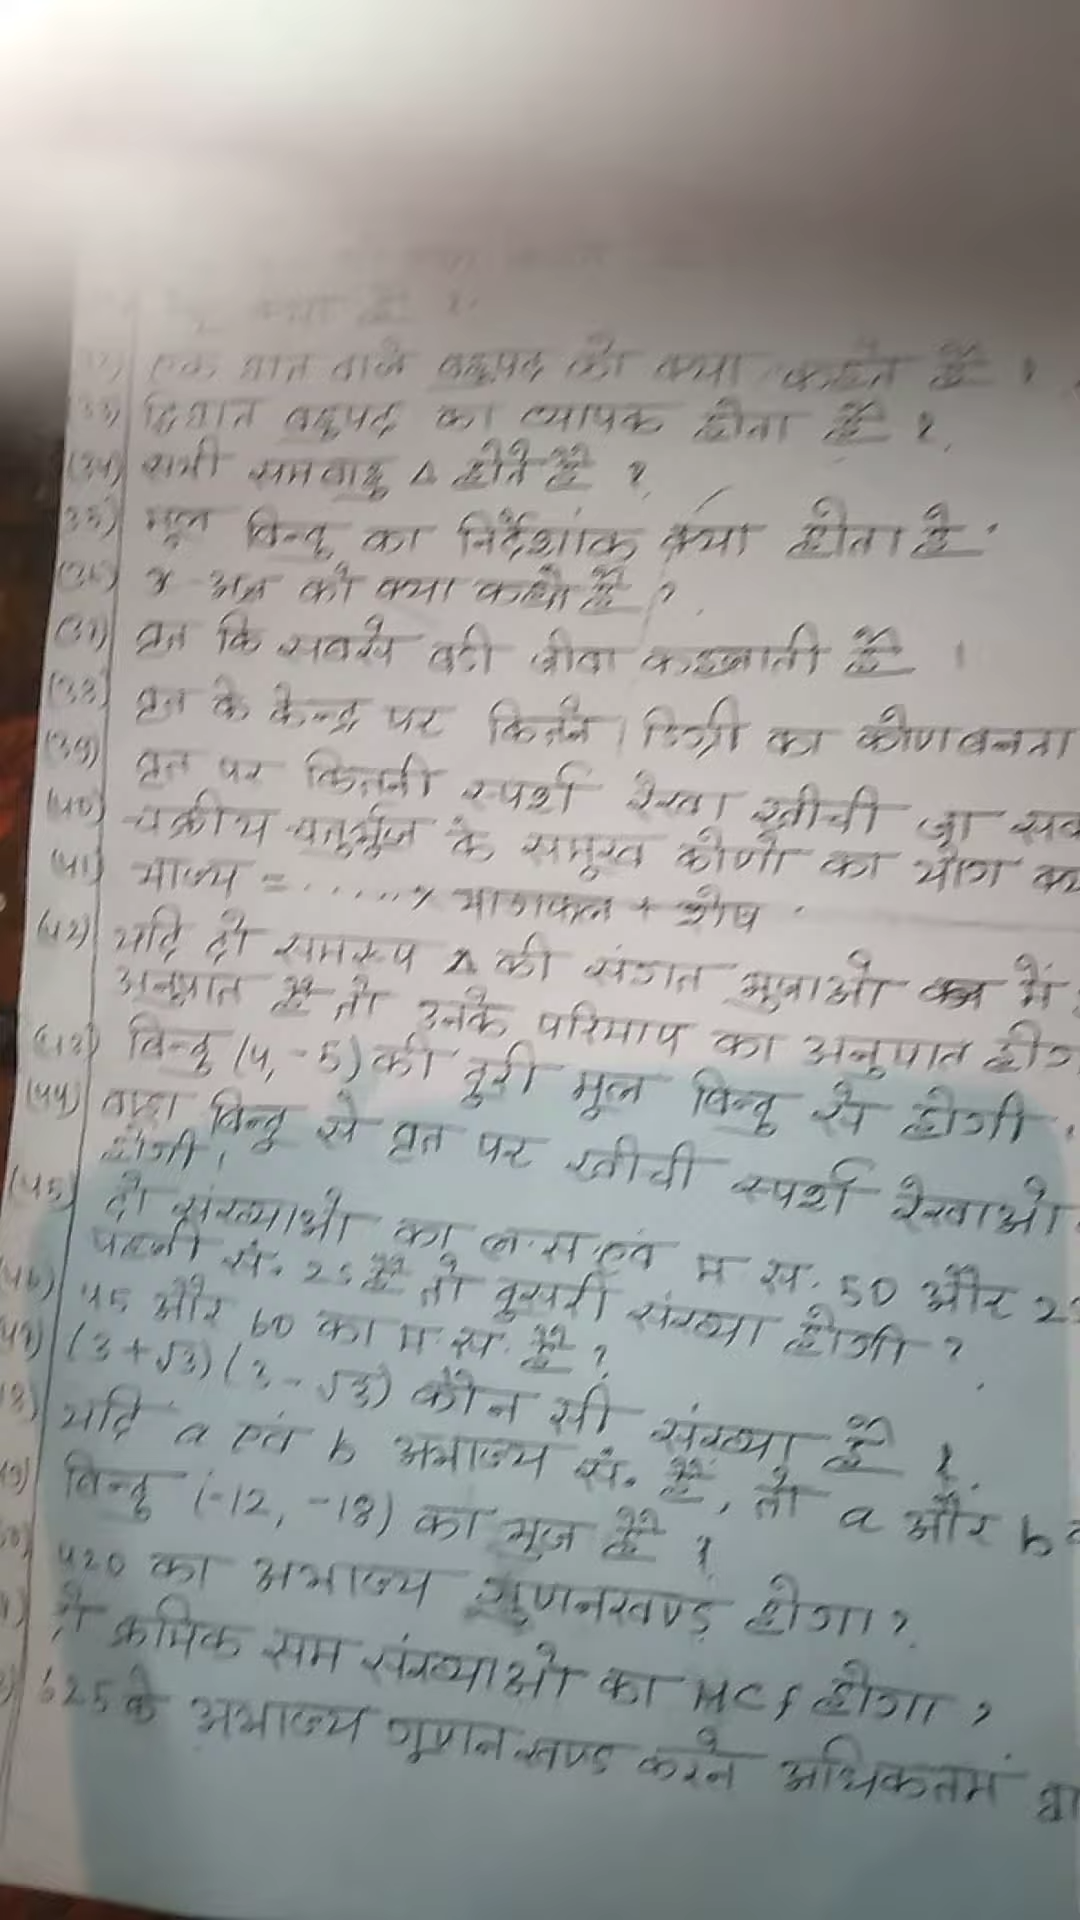 क्या है ?
एक घात वाले बहुपद को क्या कहते हैं ?
(33) द्विघात बहुपद का व्यापक होता हैं ?
(34) सभी समबाहु Δ होते हैं ?
35) मूल बिन्दु का निर्देशांक क्या होता है
(36) अक्ष को क्या कहते हैं ?
(37) वृत कि सबसे बडी जीवा कहलाती हैं ।
(38) वृत के केन्द्र पर कितने डिग्री का कोण बनता
(39) वृत पर कितनी स्पर्श रेखा खीची जा
(40) चक्रीय चतुर्भुज के समुख कोणो का योग
(41) भाज्य = ...... x भागफल + शेष
(42) यदि दो समरूप Δ की संगत भुजाओ में
अनुपात हैं तो उनके परिमाप का अनुपात
(43) बिन्दु (4, -5) की दुरी मूल बिन्दु से होगी
(44) बाह्य बिन्दु से वृत पर खीची स्पर्श रेखाओ
होगी,
(45) दो संख्याओ का ल.स. एवं म.स. 50 और
पहली सं. 25 हैं तो दुसरी संख्या होगी ?
46) 45 और 60 का म.स. हैं ?
47) (3+√3) (3-√3) कौन सी संख्या हैं ?
48) यदि a एवं b अभाज्य सं. हैं, तो a और b
49) बिन्दु (-12, -18) का भुज हैं ?
50) 420 का अभाज्य गुणनखण्ड होगा ?
क्रमिक सम संख्याओ का HCf होगा ?
625 के अभाज्य गुणनखण्ड करने अधिकतमं